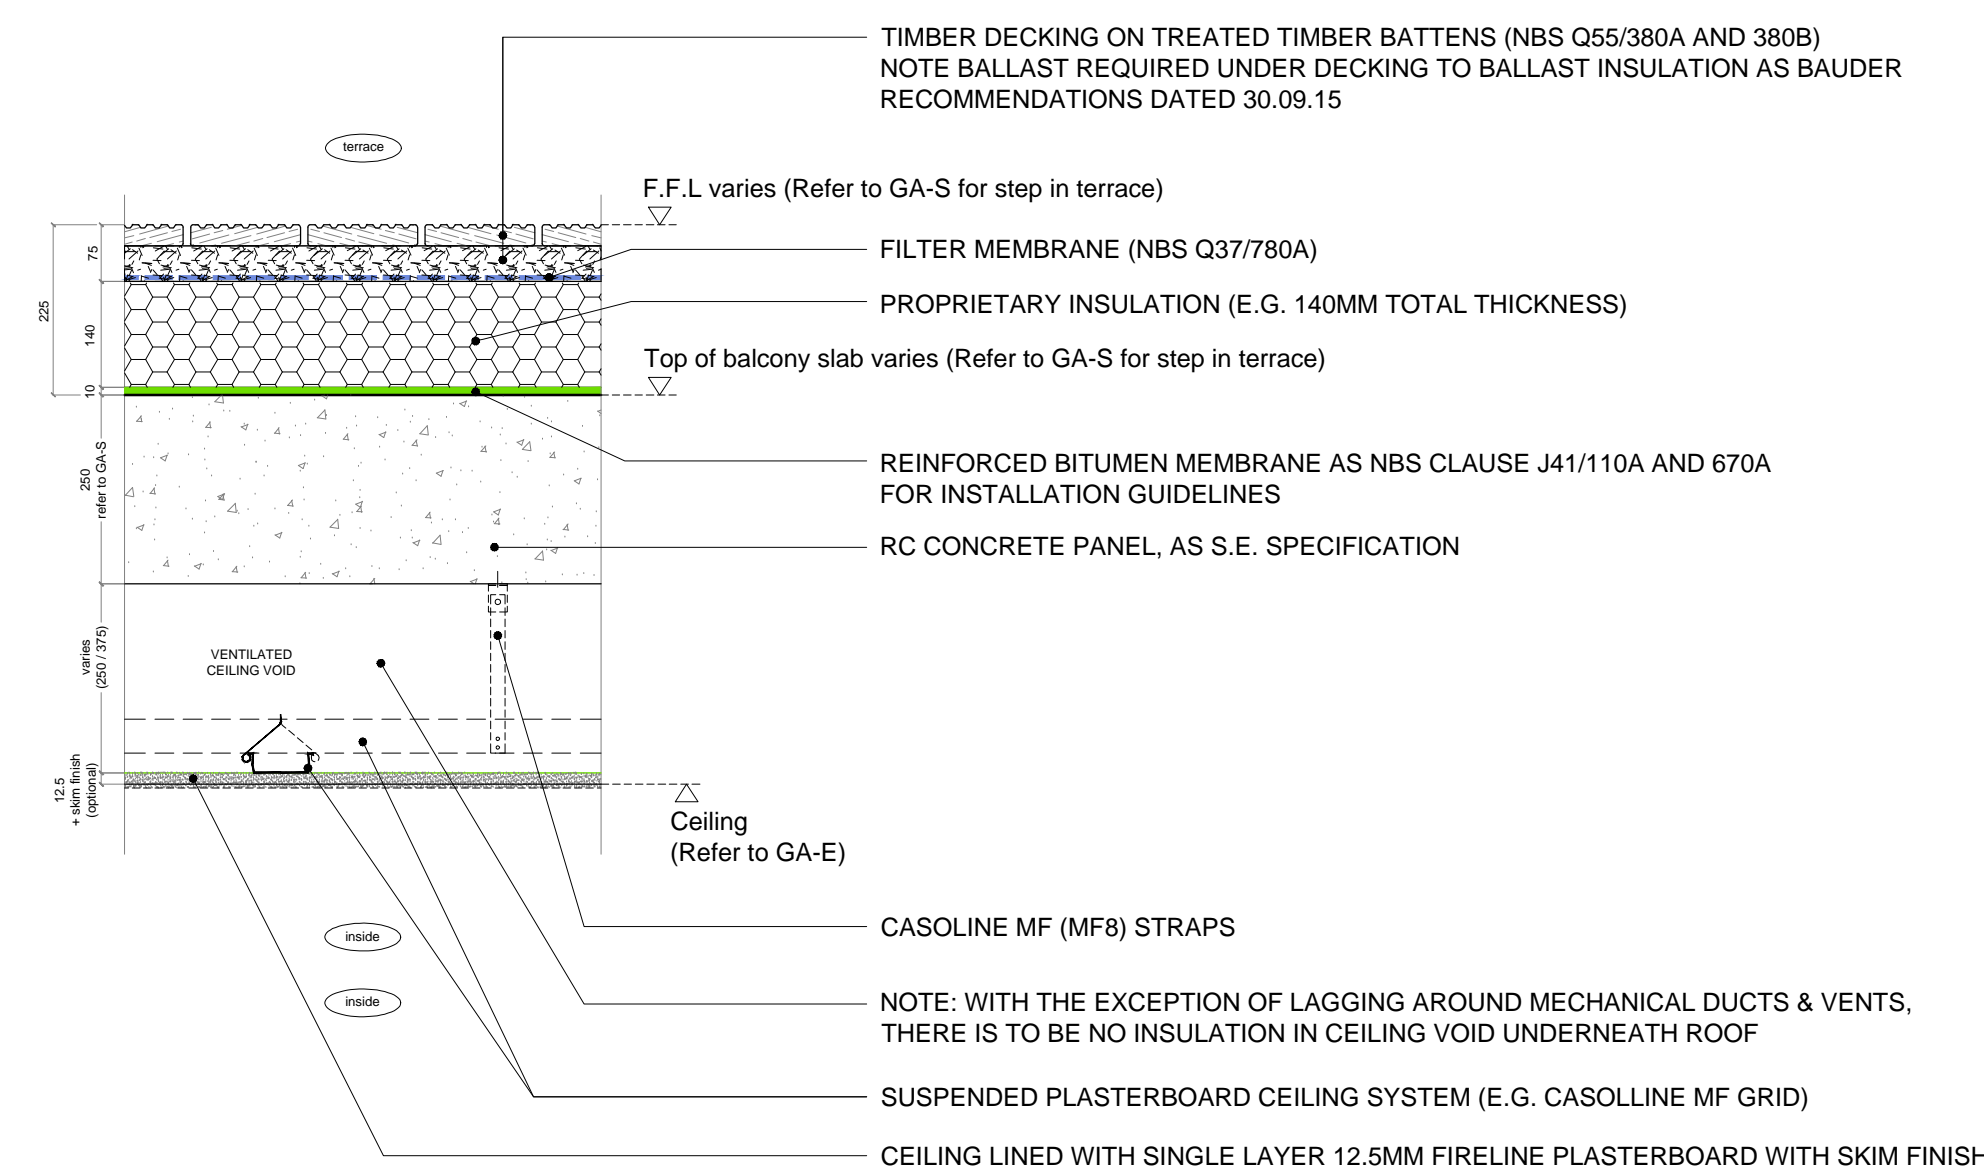 TIMBER DECKING ON TREATED TIMBER BATTENS (NBS Q55/380A AND 380B)
NOTE BALLAST REQUIRED UNDER DECKING TO BALLAST INSULATION AS BAUDER
RECOMMENDATIONS DATED 30.09.15
terrace
F.F.L varies (Refer to GA-S for step in terrace)
75
FILTER MEMBRANE (NBS Q37/780A)
225
PROPRIETARY INSULATION (E.G. 140MM TOTAL THICKNESS)
140
Top of balcony slab varies (Refer to GA-S for step in terrace)
10
REINFORCED BITUMEN MEMBRANE AS NBS CLAUSE J41/110A AND 670A
FOR INSTALLATION GUIDELINES
250
refer to GA-S
RC CONCRETE PANEL, AS S.E. SPECIFICATION
varies
(250 / 375)
VENTILATED
CEILING VOID
12.5
+ skim finish
(optional)
Ceiling
(Refer to GA-E)
inside
CASOLINE MF (MF8) STRAPS
inside
NOTE: WITH THE EXCEPTION OF LAGGING AROUND MECHANICAL DUCTS & VENTS,
THERE IS TO BE NO INSULATION IN CEILING VOID UNDERNEATH ROOF
SUSPENDED PLASTERBOARD CEILING SYSTEM (E.G. CASOLLINE MF GRID)
CEILING LINED WITH SINGLE LAYER 12.5MM FIRELINE PLASTERBOARD WITH SKIM FINISH